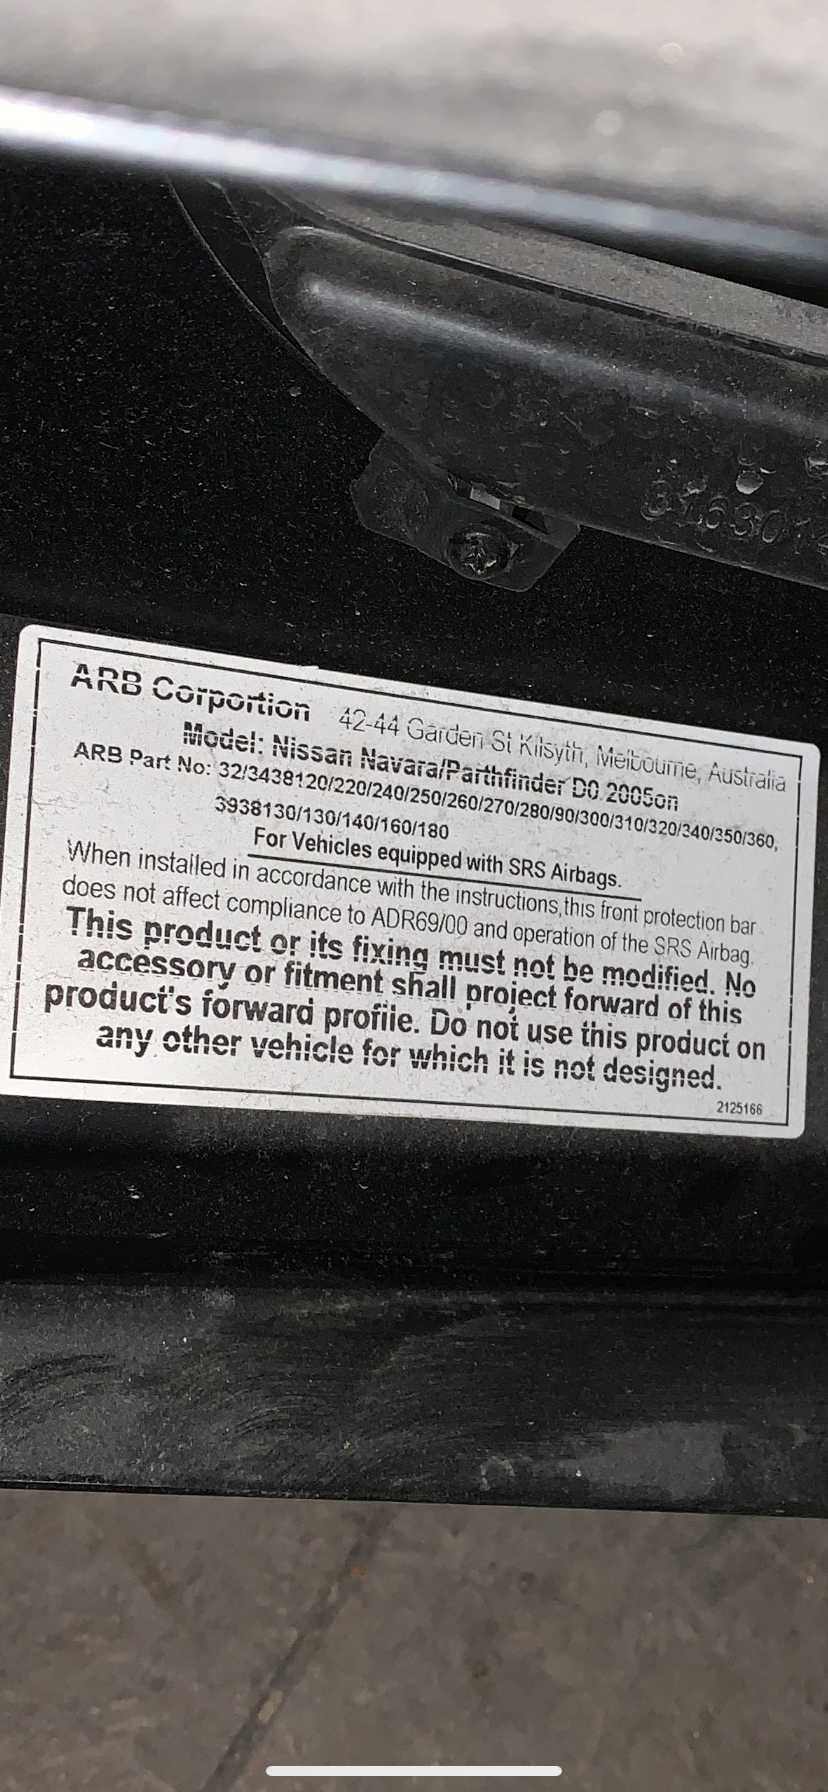 3163014
ARB Corportion 42-44 Garden St Kilsyth, Melbourne, Australia
Model: Nissan Navara/Parthfinder D0 2005on
ARB Part No: 32/3438120/220/240/250/260/270/280/90/300/310/320/340/350/360,
3938130/130/140/160/180
For Vehicles equipped with SRS Airbags.
When installed in accordance with the instructions,this front protection bar
does not affect compliance to ADR69/00 and operation of the SRS Airbag.
This product or its fixing must not be modified. No
accessory or fitment shall project forward of this
product's forward profile. Do not use this product on
any other vehicle for which it is not designed.
2125166